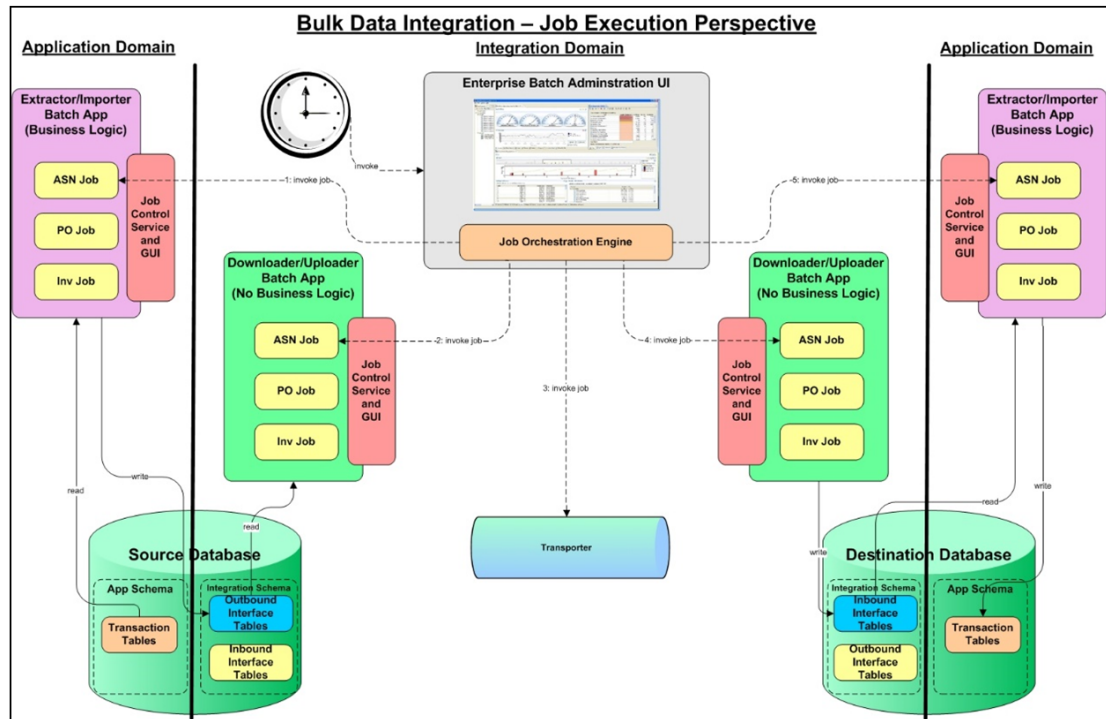 Bulk Data Integration – Job Execution Perspective
Application Domain
Integration Domain
Application Domain
Extractor/Importer
Batch App
(Business Logic)
ASN Job
PO Job
Inv Job
Job
Control
Service
and
GUI
invoke
Enterprise Batch Adminstration UI
Job Orchestration Engine
1: invoke job
5: invoke job
Extractor/Importer
Batch App
(Business Logic)
ASN Job
PO Job
Inv Job
Job
Control
Service
and
GUI
Downloader/Uploader
Batch App
(No Business Logic)
ASN Job
PO Job
Inv Job
Job
Control
Service
and
GUI
2: invoke job
3: invoke job
4: invoke job
Downloader/Uploader
Batch App
(No Business Logic)
ASN Job
PO Job
Inv Job
Job
Control
Service
and
GUI
read
write
read
Transporter
write
read
write
Source Database
App Schema
Transaction
Tables
Integration Schema
Outbound
Interface
Tables
Inbound
Interface
Tables
Destination Database
Integration Schema
Inbound
Interface
Tables
Outbound
Interface
Tables
App Schema
Transaction
Tables